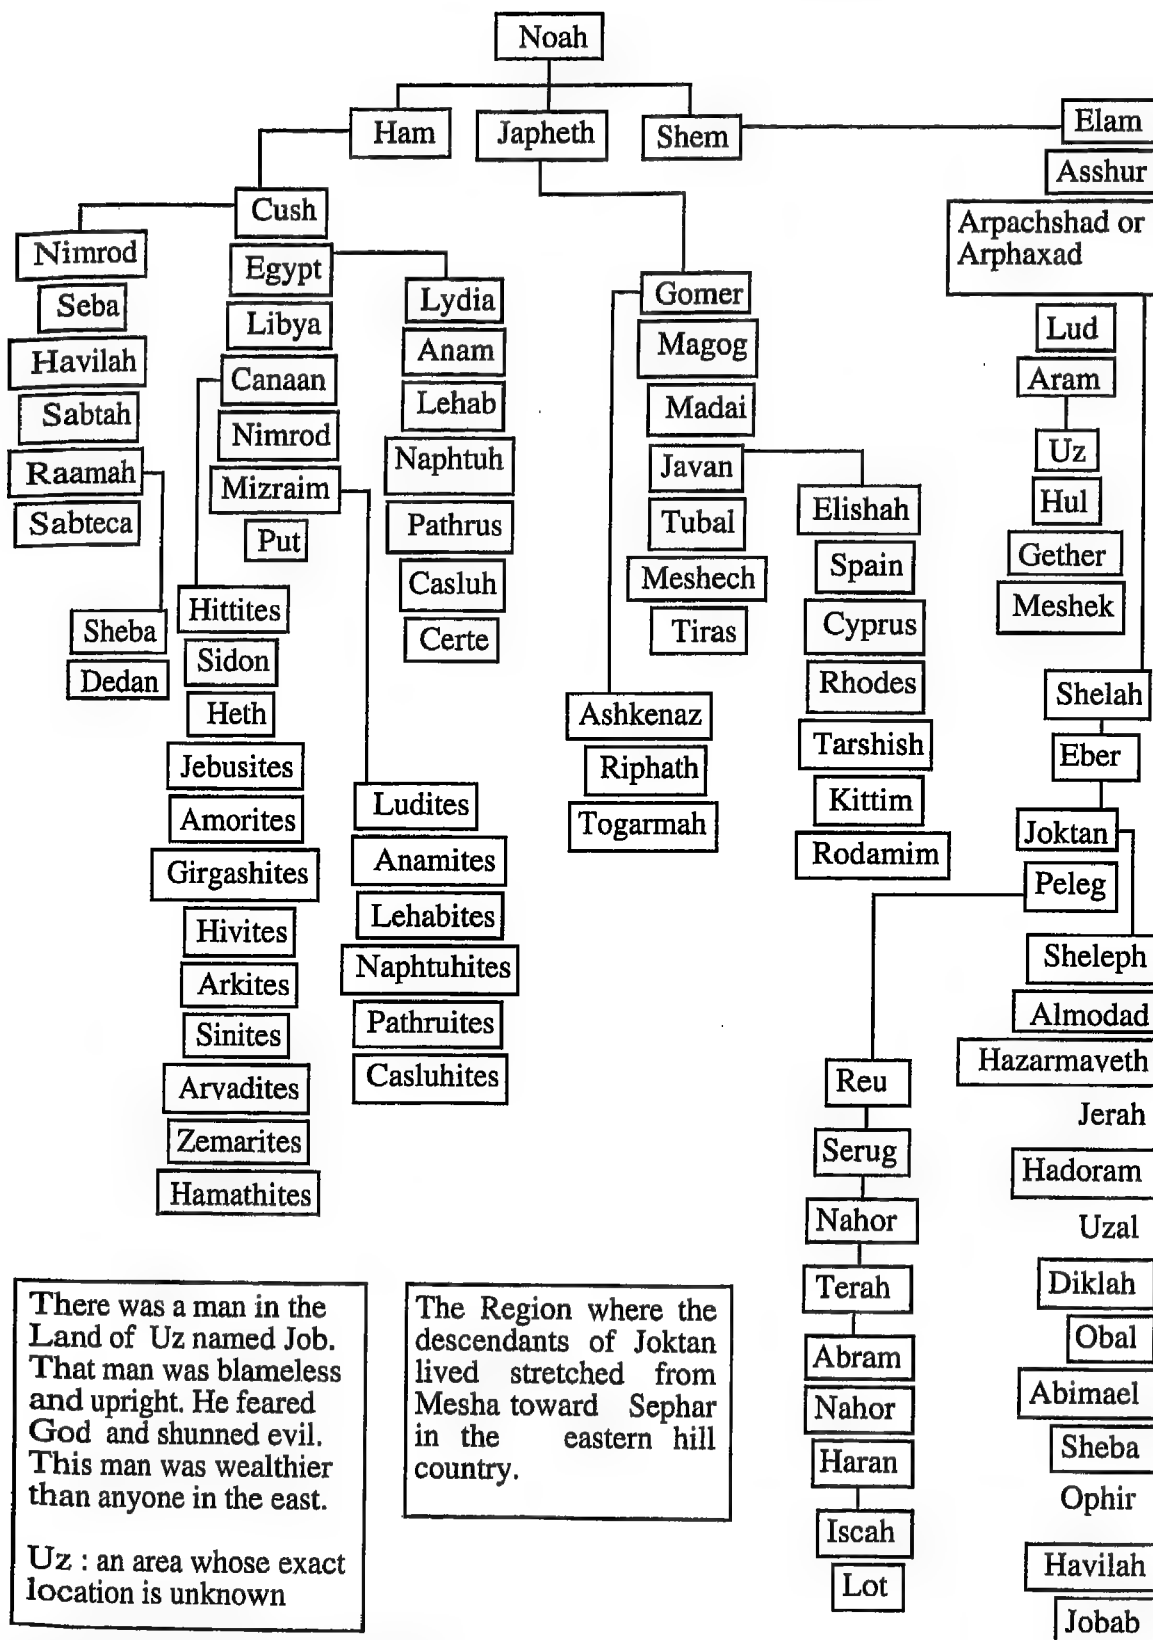 Noah
Ham
Japheth
Shem
Elam
Asshur
Arpachshad or
Arphaxad
Lud
Aram
Uz
Hul
Gether
Meshek
Shelah
Eber
Joktan
Peleg
Sheleph
Almodad
Hazarmaveth
Jerah
Hadoram
Uzal
Diklah
Obal
Abimael
Sheba
Ophir
Havilah
Jobab
Cush
Egypt
Libya
Canaan
Nimrod
Mizraim
Put
Nimrod
Seba
Havilah
Sabtah
Raamah
Sabteca
Sheba
Dedan
Lydia
Anam
Lehab
Naphtuh
Pathrus
Casluh
Certe
Hittites
Sidon
Heth
Jebusites
Amorites
Girgashites
Hivites
Arkites
Sinites
Arvadites
Zemarites
Hamathites
Ludites
Anamites
Lehabites
Naphtuhites
Pathruites
Casluhites
Gomer
Magog
Madai
Javan
Tubal
Meshech
Tiras
Ashkenaz
Riphath
Togarmah
Elishah
Spain
Cyprus
Rhodes
Tarshish
Kittim
Rodamim
Reu
Serug
Nahor
Terah
Abram
Nahor
Haran
Iscah
Lot
There was a man in the
Land of Uz named Job.
That man was blameless
and upright. He feared
God and shunned evil.
This man was wealthier
than anyone in the east.
Uz : an area whose exact
location is unknown
The Region where the
descendants of Joktan
lived stretched from
Mesha toward Sephar
in the eastern hill
country.